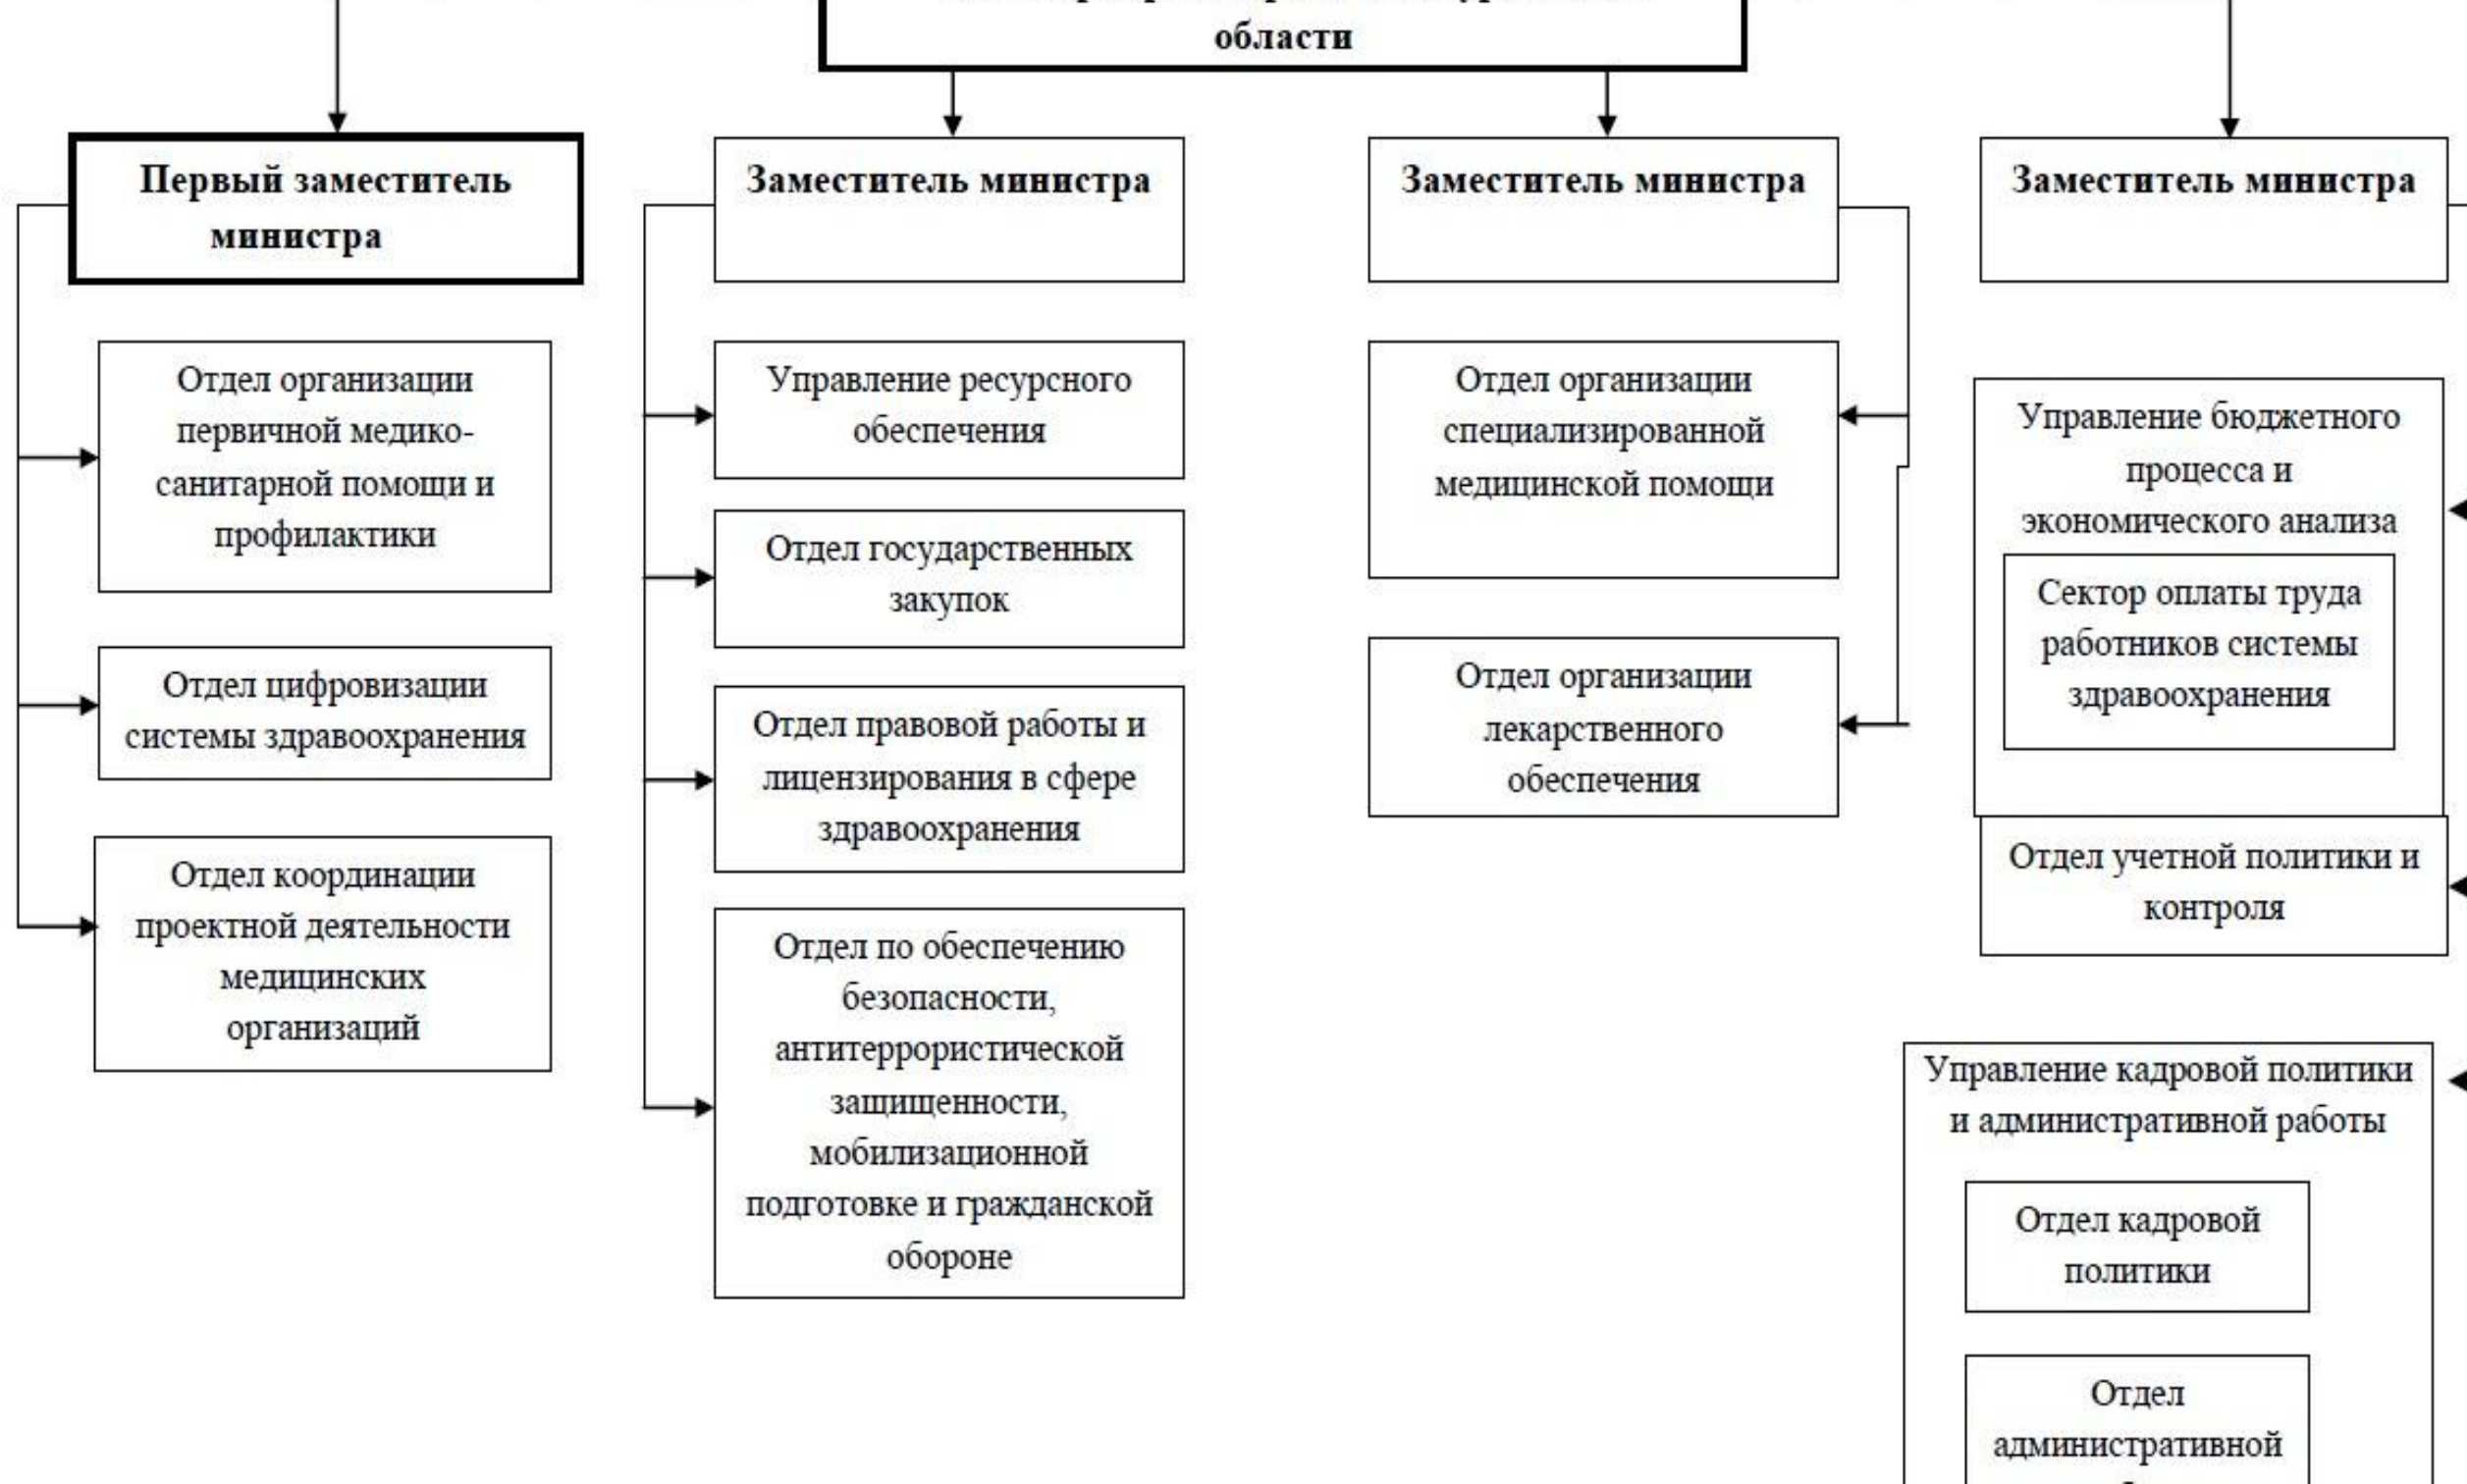 области
Первый заместитель
министра
Отдел организации
первичной медико-
санитарной помощи и
профилактики
Отдел цифровизации
системы здравоохранения
Отдел координации
проектной деятельности
медицинских
организаций
Заместитель министра
Управление ресурсного
обеспечения
Отдел государственных
закупок
Отдел правовой работы и
лицензирования в сфере
здравоохранения
Отдел по обеспечению
безопасности,
антитеррористической
защищенности,
мобилизационной
подготовке и гражданской
обороне
Заместитель министра
Отдел организации
специализированной
медицинской помощи
Отдел организации
лекарственного
обеспечения
Заместитель министра
Управление бюджетного
процесса и
экономического анализа
Сектор оплаты труда
работников системы
здравоохранения
Отдел учетной политики и
контроля
Управление кадровой политики
и административной работы
Отдел кадровой
политики
Отдел
административной